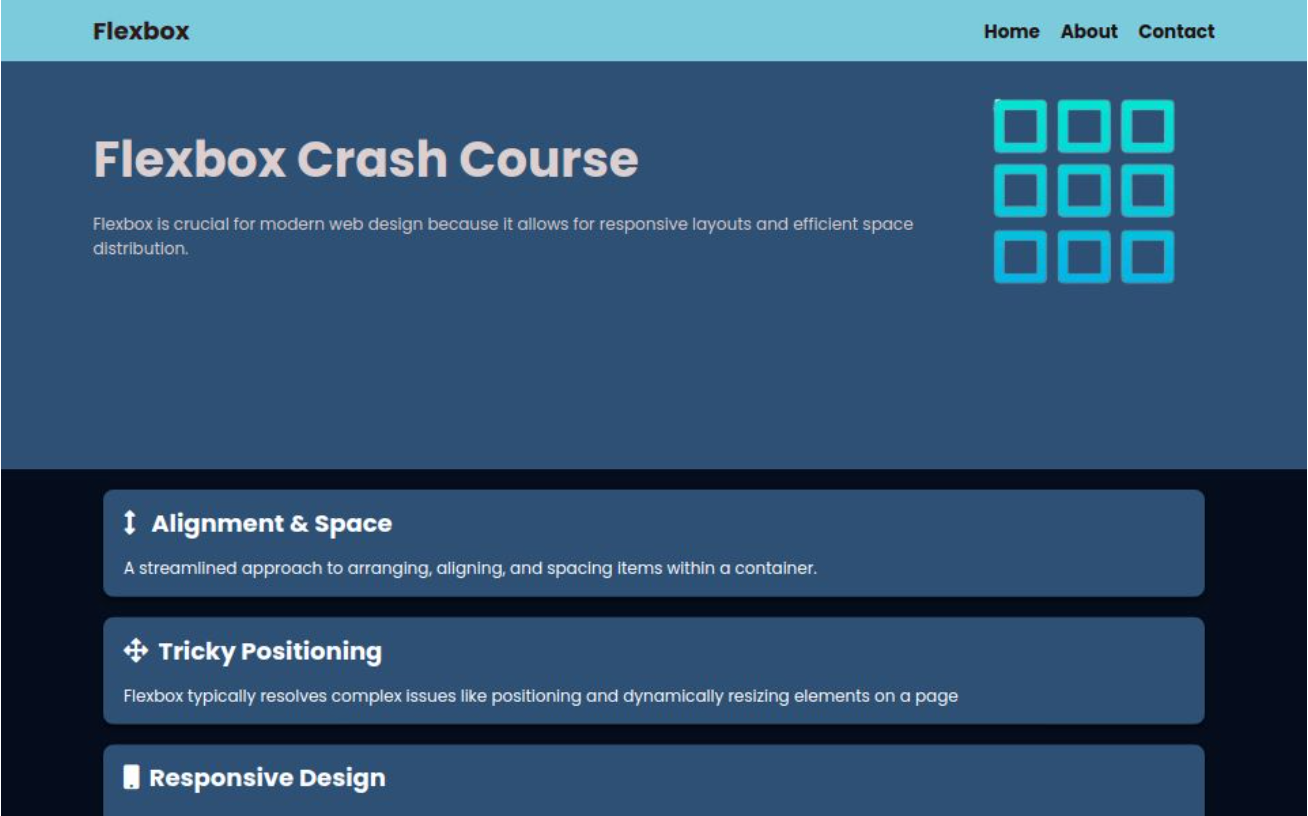 Flexbox
Home About Contact
Flexbox Crash Course
Flexbox is crucial for modern web design because it allows for responsive layouts and efficient space
distribution.
Alignment & Space
A streamlined approach to arranging, aligning, and spacing items within a container.
Tricky Positioning
Flexbox typically resolves complex issues like positioning and dynamically resizing elements on a page
Responsive Design